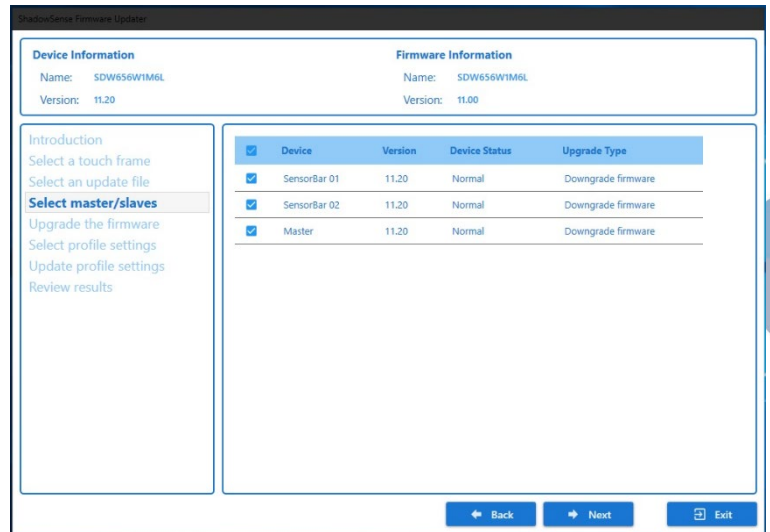 ShadowSense Firmware Updater
Device Information
Name: SDW656W1M6L
Version: 11.20
Firmware Information
Name: SDW656W1M6L
Version: 11.00
Introduction
Select a touch frame
Select an update file
Select master/slaves
Upgrade the firmware
Select profile settings
Update profile settings
Review results
Device Version Device Status Upgrade Type
SensorBar 01 11.20 Normal Downgrade firmware
SensorBar 02 11.20 Normal Downgrade firmware
Master 11.20 Normal Downgrade firmware
Back Next Exit